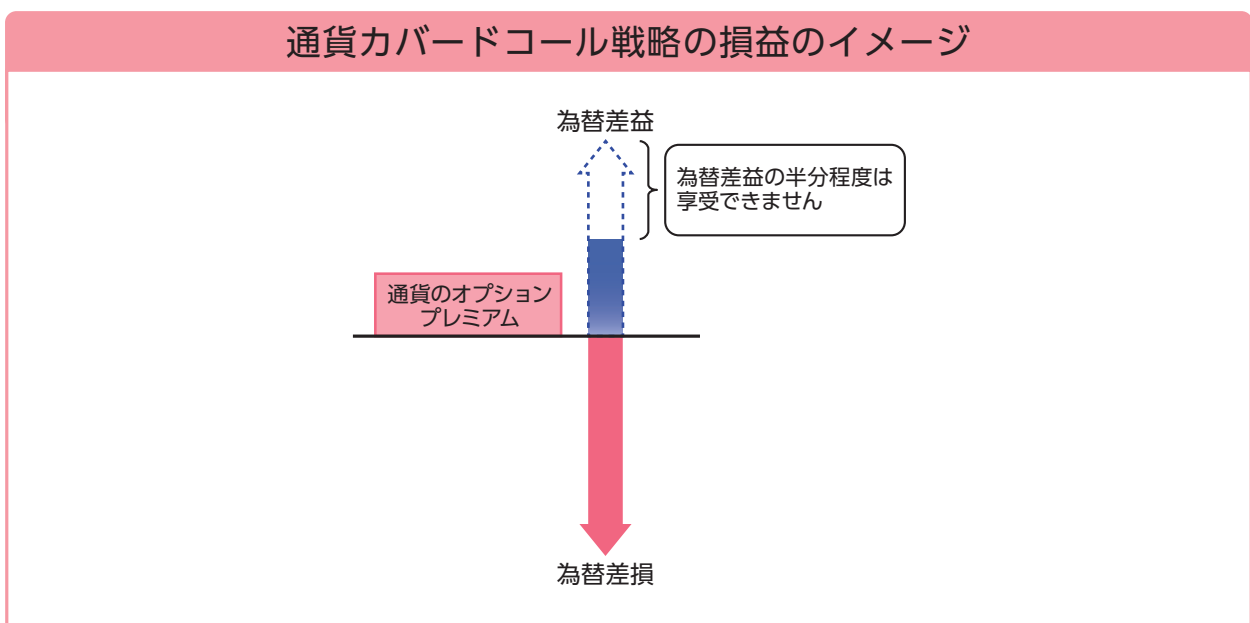 通貨カバードコール戦略の損益のイメージ
為替差益
為替差益の半分程度は
享受できません
通貨のオプション
プレミアム
為替差損